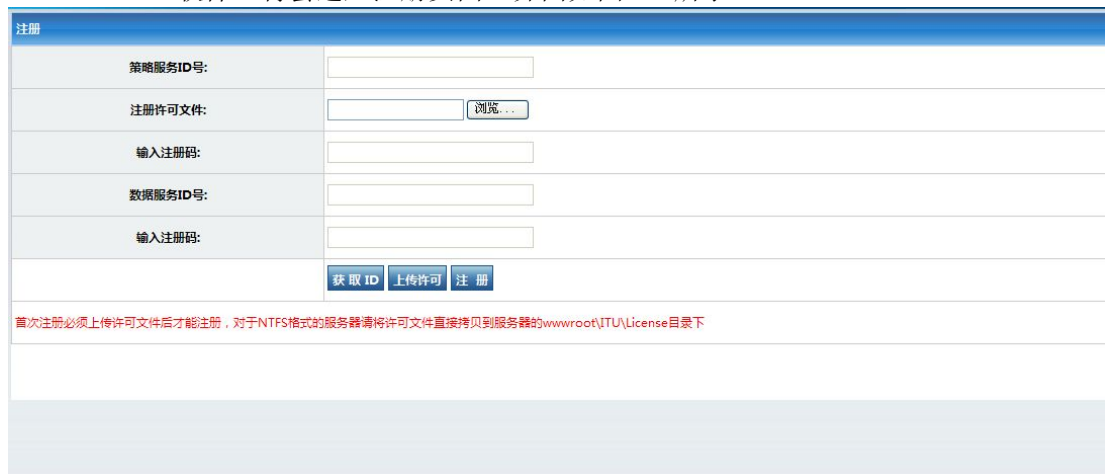 注册
策略服务ID号:
注册许可文件:
浏览...
输入注册码:
数据服务ID号:
输入注册码:
获 取 ID 上传许可 注 册
首次注册必须上传许可文件后才能注册，对于NTFS格式的服务器请将许可文件直接拷贝到服务器的wwwroot\ITU\License目录下